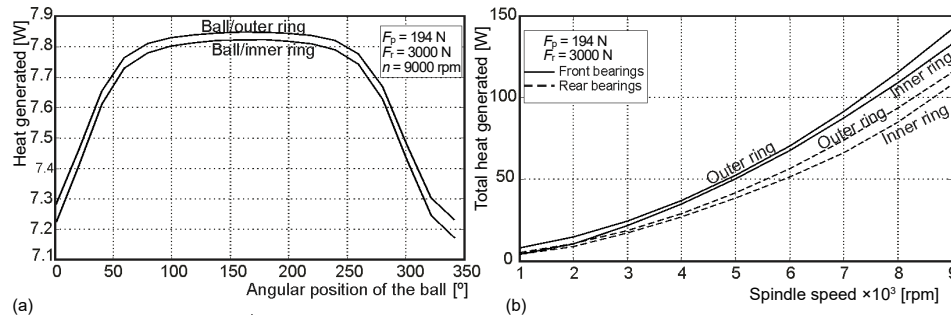 7.9
7.8
7.7
7.6
7.5
7.4
7.3
7.2
7.1
Heat generated [W]
Ball/outer ring
Ball/inner ring
Fp = 194 N
Fr = 3000 N
n = 9000 rpm
0 50 100 150 200 250 300 350
Angular position of the ball [º]
(a)
150
100
50
0
Total heat generated [W]
Fp = 194 N
Fr = 3000 N
Front bearings
Rear bearings
Outer ring
Inner ring
Outer ring
Inner ring
1 2 3 4 5 6 7 8 9
Spindle speed ×10³ [rpm]
(b)